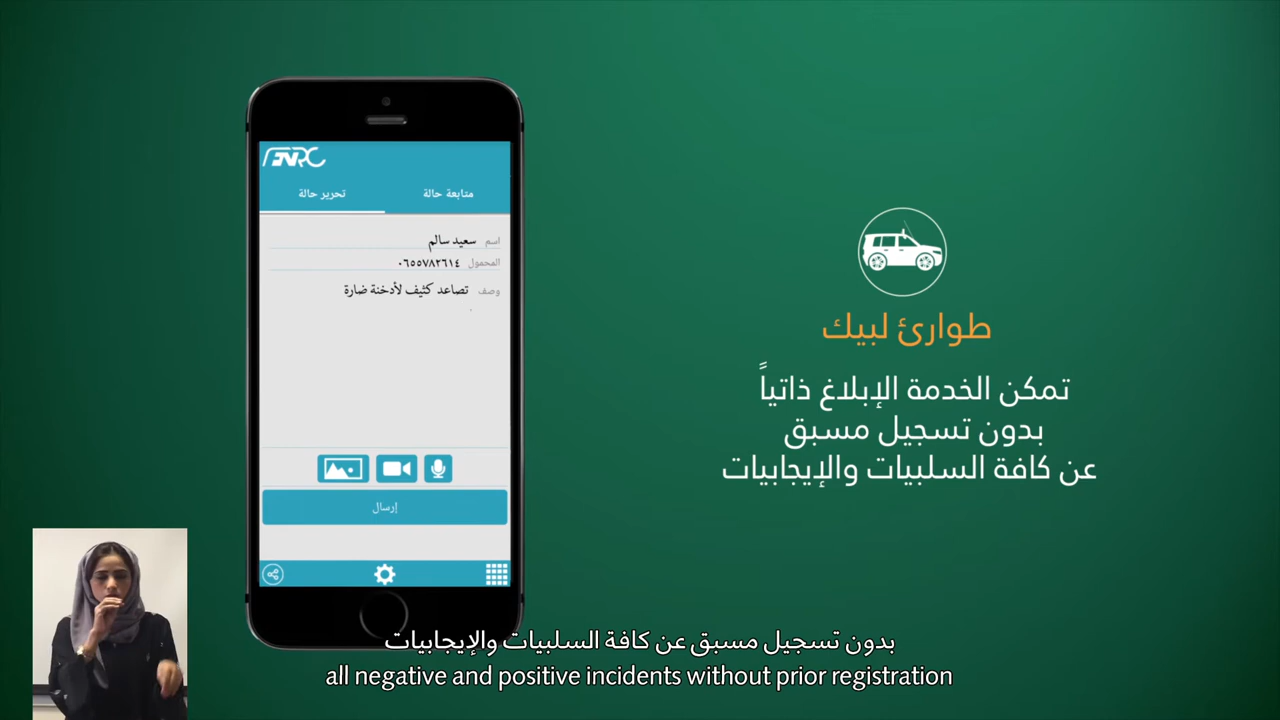 ENRC
متابعة حالة
تحرير حالة
اسم سعيد سالم
المحمول ٠٦٥٥٧٨٢٦١٤
وصف تصاعد كثيف لأدخنة ضارة
إرسال
طوارئ لبيك
تمكن الخدمة الإبلاغ ذاتياً
بدون تسجيل مسبق
عن كافة السلبيات والإيجابيات
بدون تسجيل مسبق عن كافة السلبيات والإيجابيات
all negative and positive incidents without prior registration